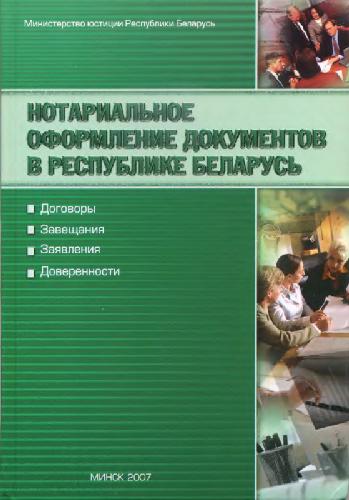 Министерство юстиции Республики Беларусь
НОТАРИАЛЬНОЕ
ОФОРМЛЕНИЕ ДОКУМЕНТОВ
В РЕСПУБЛИКЕ БЕЛАРУСЬ
Договоры
Завещания
Заявления
Доверенности
МИНСК 2007